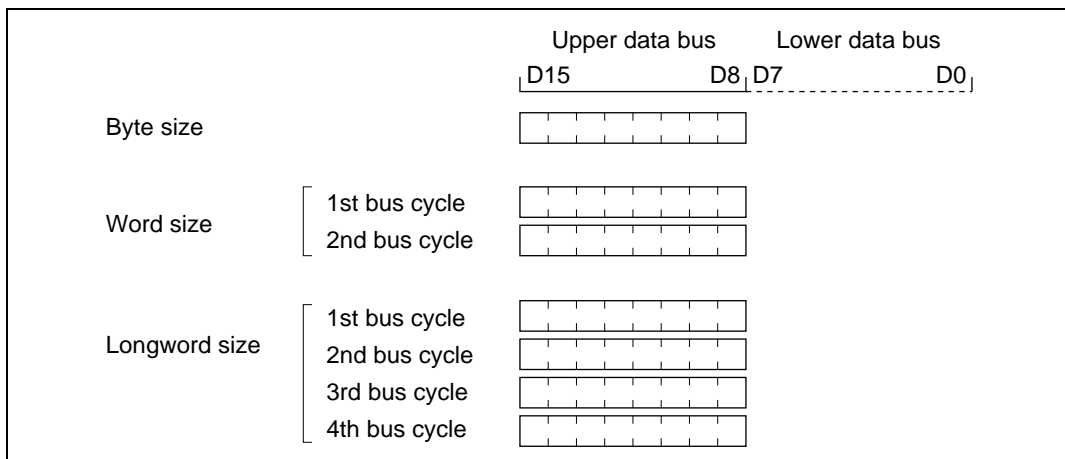 Upper data bus Lower data bus
D15 D8 D7 D0
Byte size
Word size
1st bus cycle
2nd bus cycle
Longword size
1st bus cycle
2nd bus cycle
3rd bus cycle
4th bus cycle